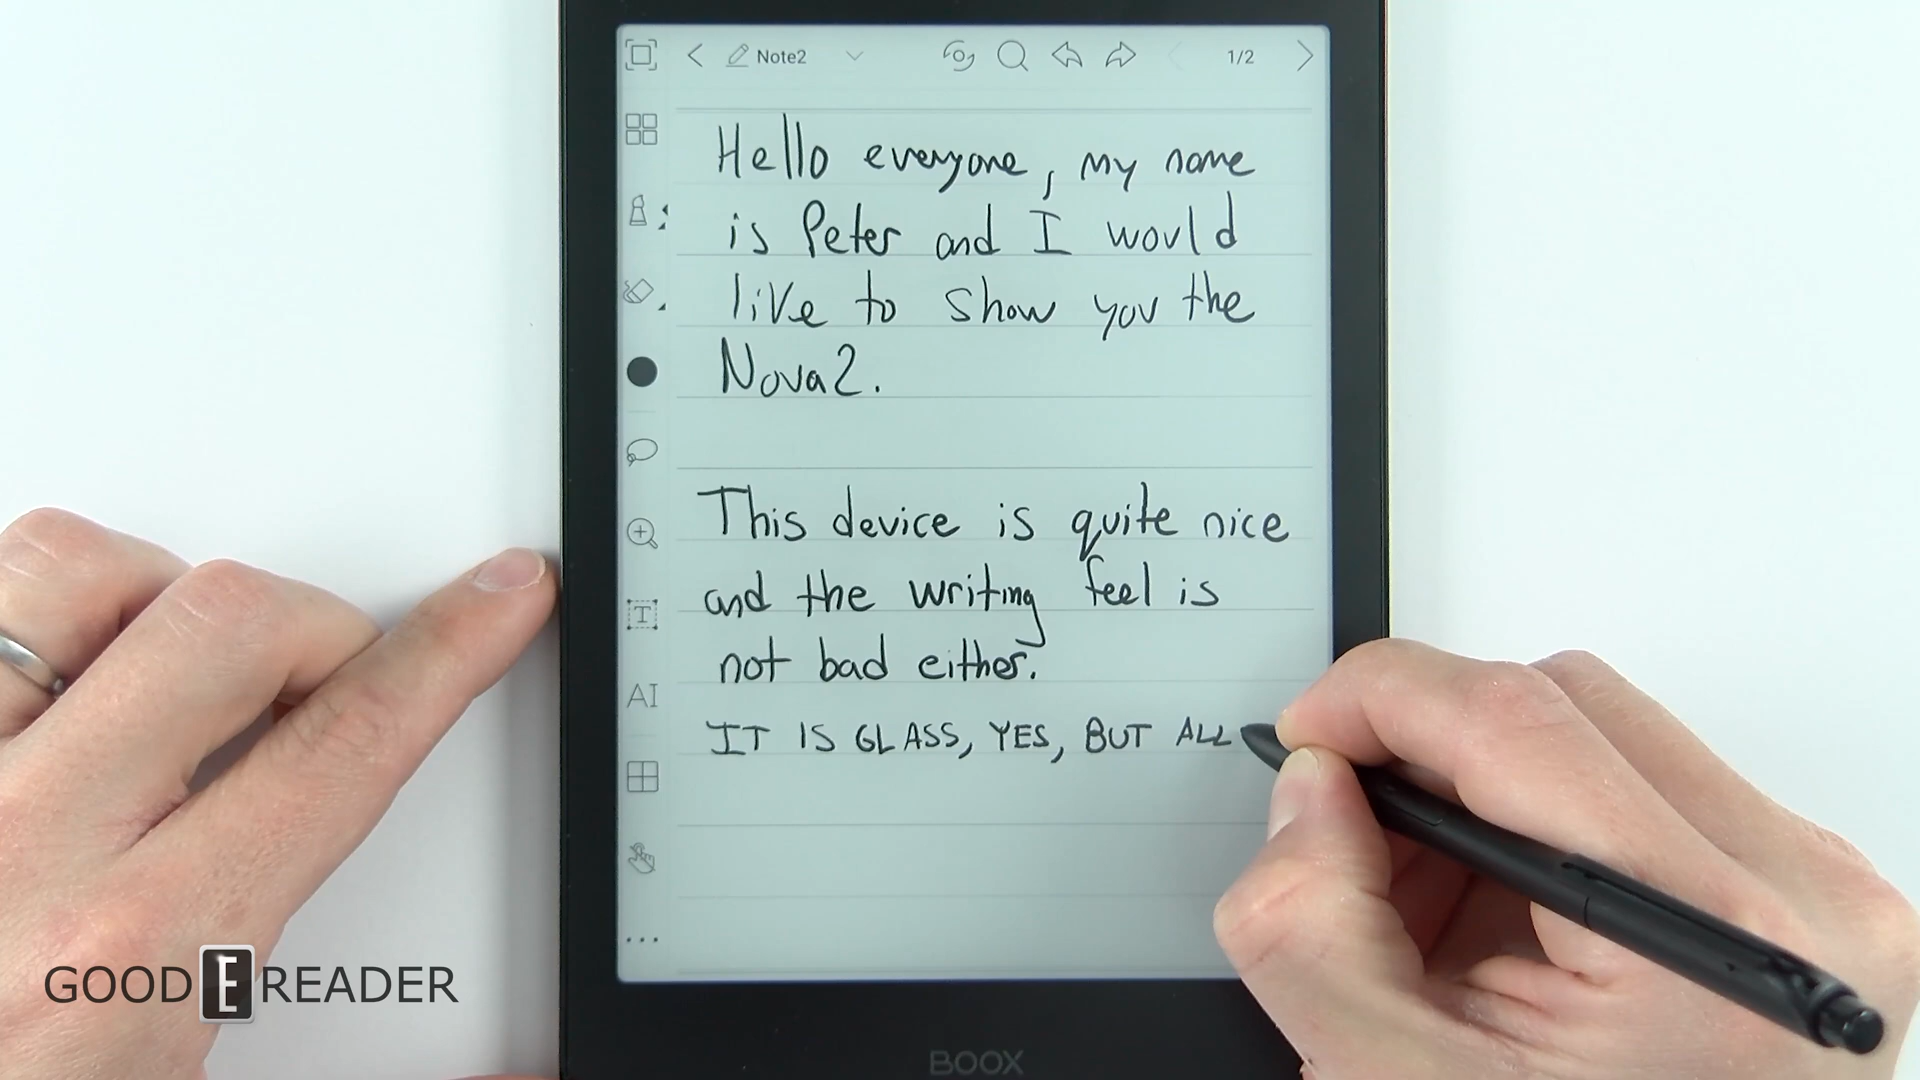 Note2
1/2
Hello everyone, my name
is Peter and I would
live to show you the
Nova2.
This device is quite nice
and the writing feel is
not bad either.
IT IS GLASS, YES, BUT ALL
T
AI
GOOD E READER
BOOX